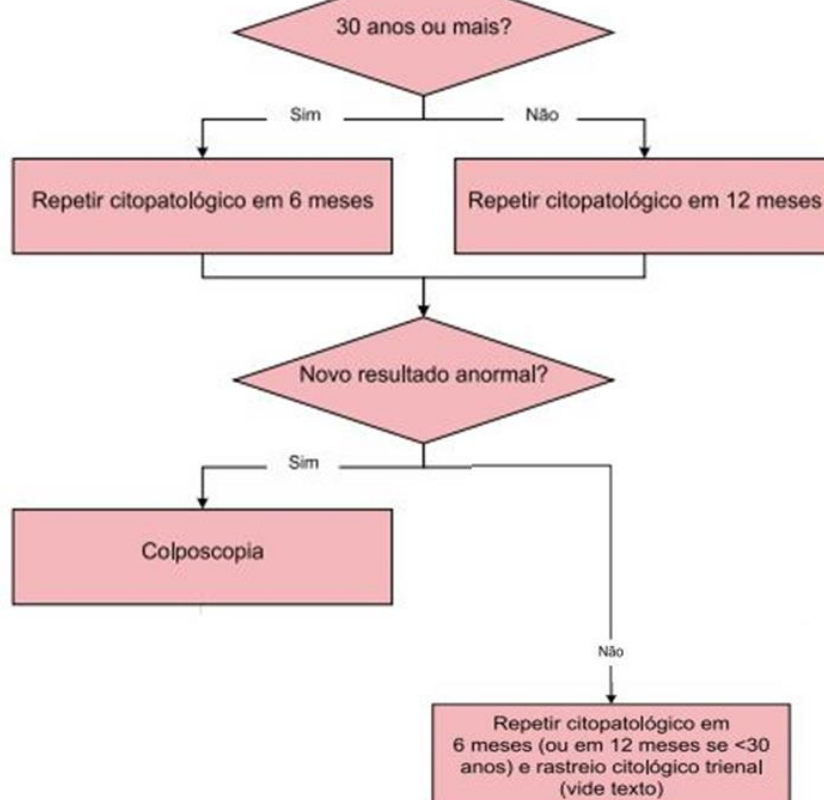 30 anos ou mais?
Sim
Não
Repetir citopatológico em 6 meses
Repetir citopatológico em 12 meses
Novo resultado anormal?
Sim
Colposcopia
Não
Repetir citopatológico em
6 meses (ou em 12 meses se <30
anos) e rastreio citológico trienal
(vide texto)